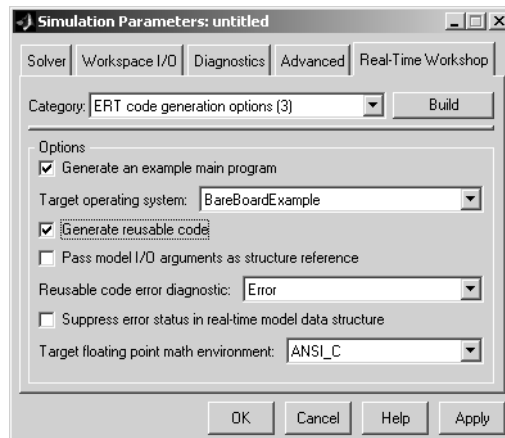 Simulation Parameters: untitled
Solver Workspace I/O Diagnostics Advanced Real-Time Workshop
Category: ERT code generation options (3) Build
Options
Generate an example main program
Target operating system: BareBoardExample
Generate reusable code
Pass model I/O arguments as structure reference
Reusable code error diagnostic: Error
Suppress error status in real-time model data structure
Target floating point math environment: ANSI_C
OK Cancel Help Apply